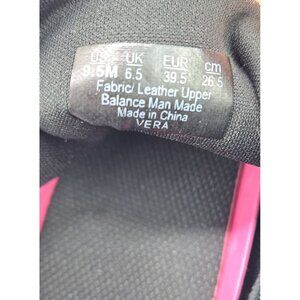 US UK EUR cm
8.5M 6.5 39.5 26.5
Fabric/Leather Upper
Balance Man Made
Made in China
VERA